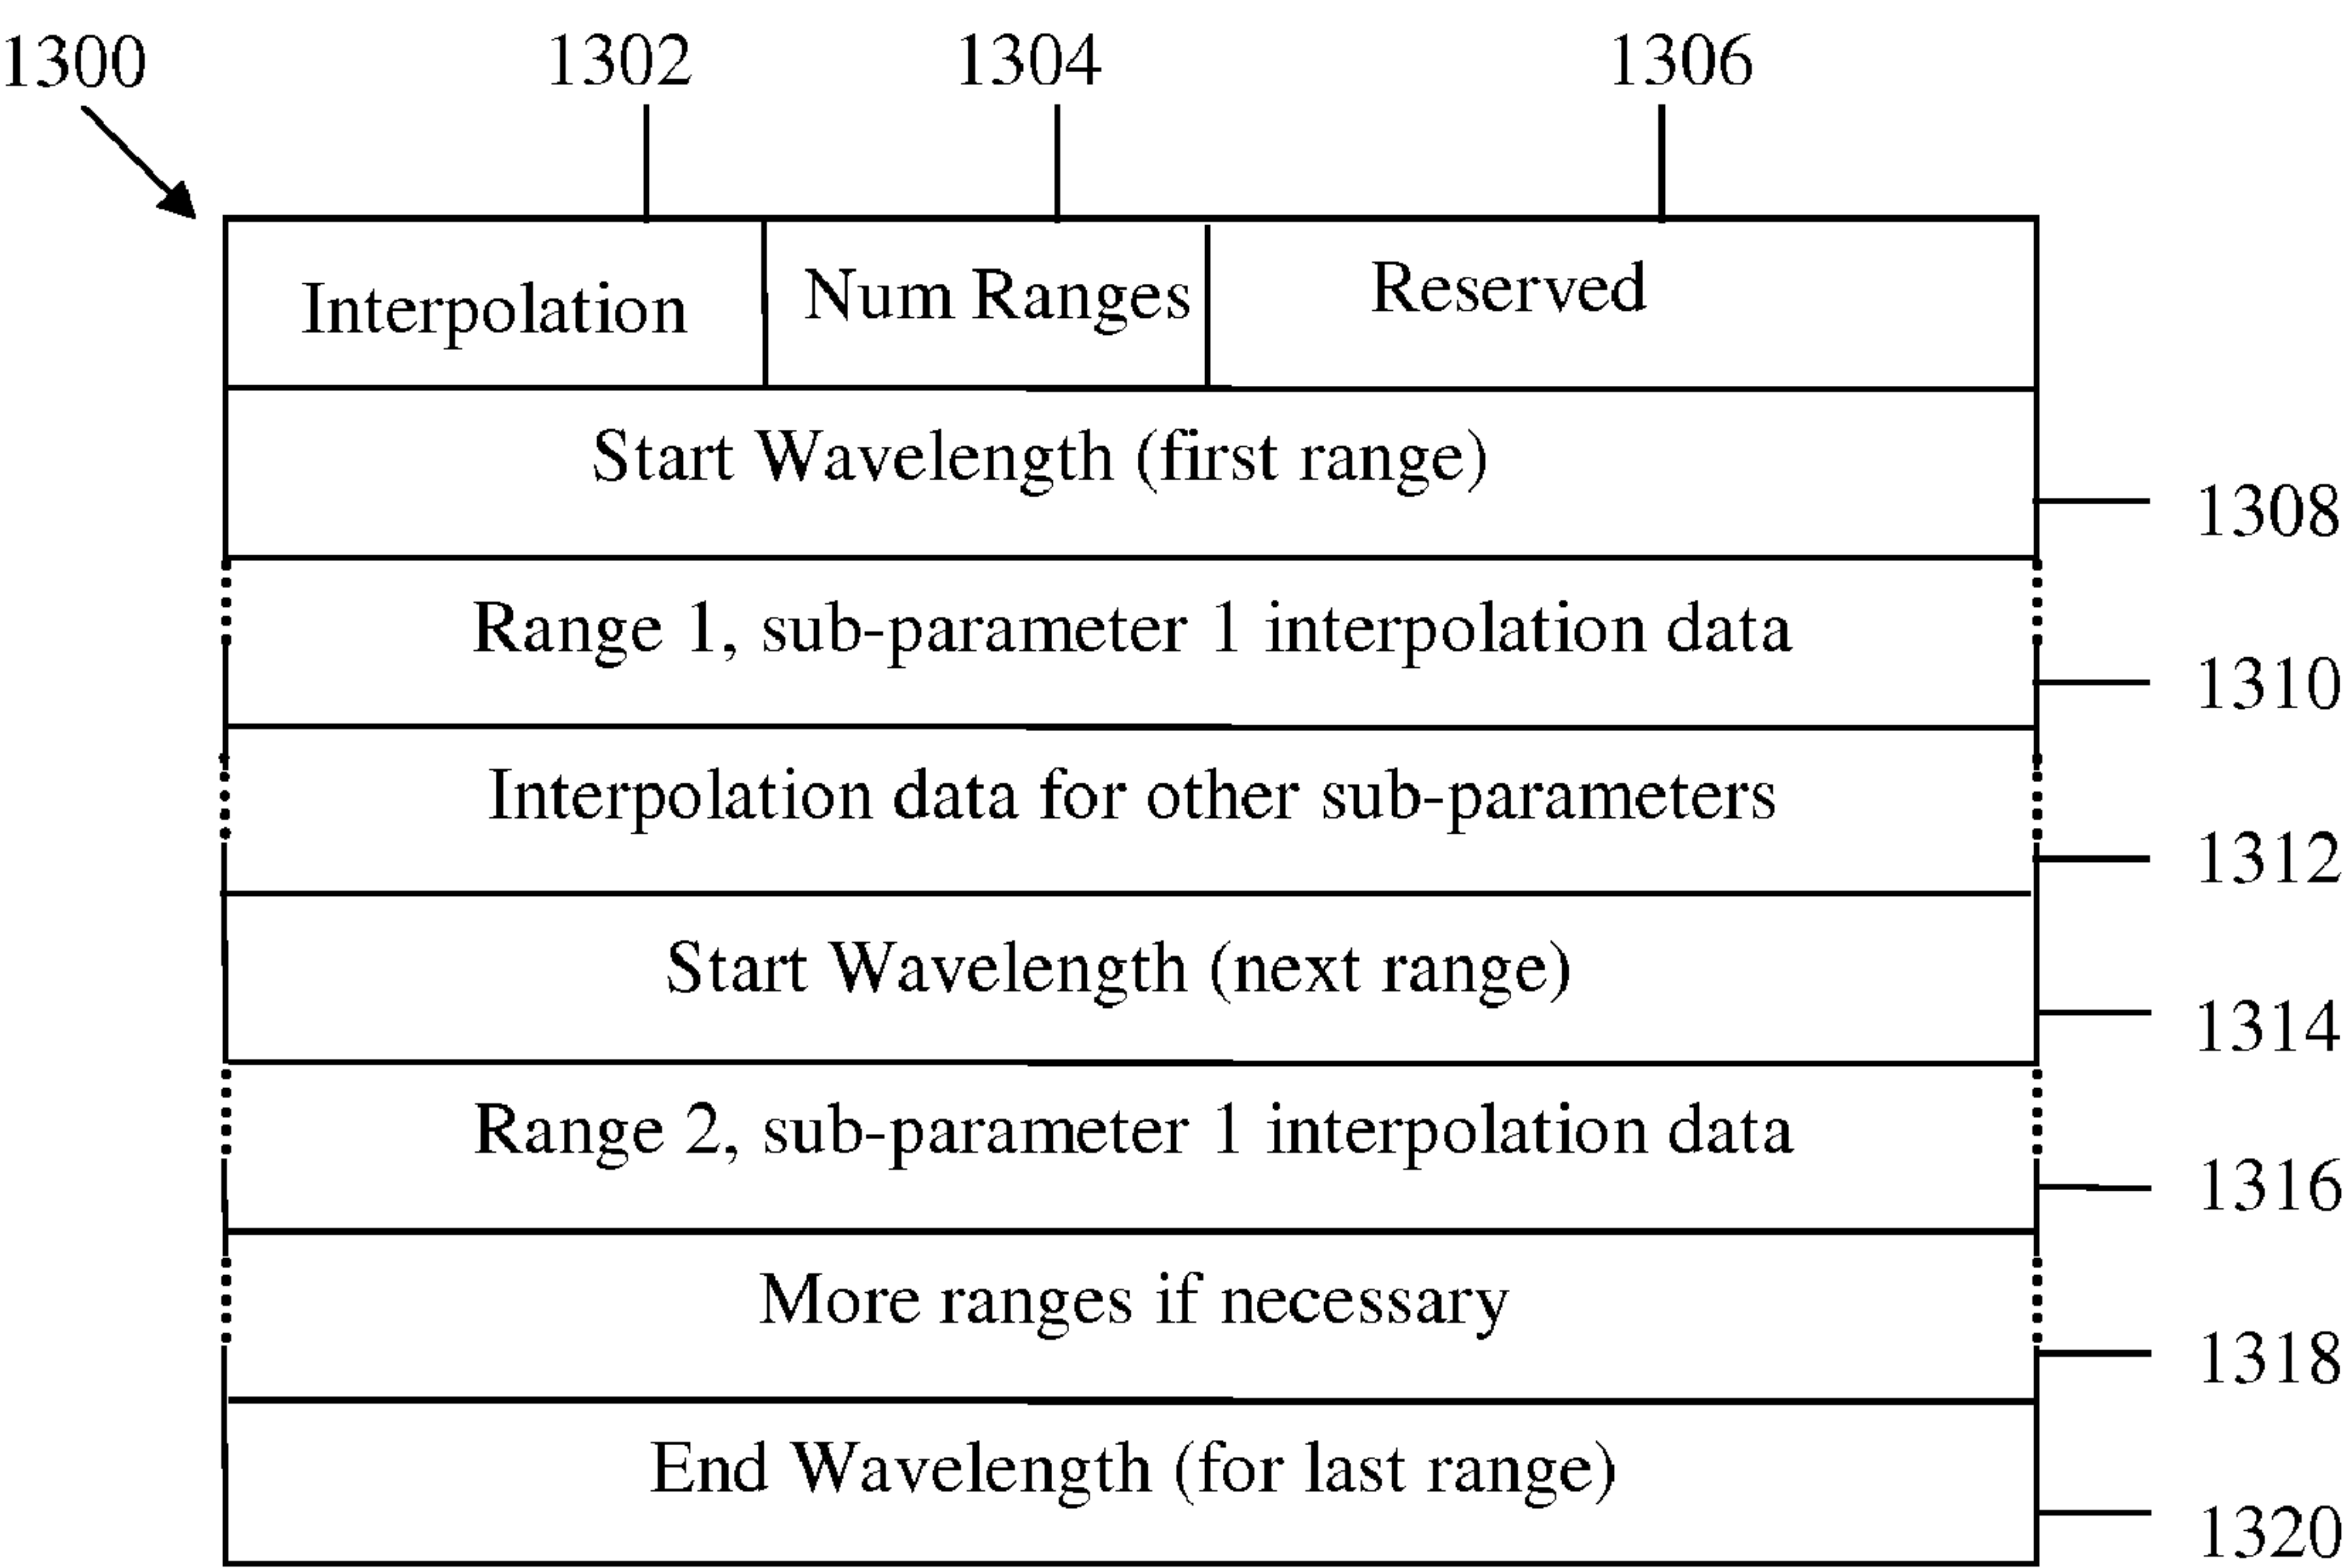 1300 1302 1304 1306
Interpolation Num Ranges Reserved
Start Wavelength (first range)
1308
Range 1, sub-parameter 1 interpolation data
1310
Interpolation data for other sub-parameters
1312
Start Wavelength (next range)
1314
Range 2, sub-parameter 1 interpolation data
1316
More ranges if necessary
1318
End Wavelength (for last range)
1320